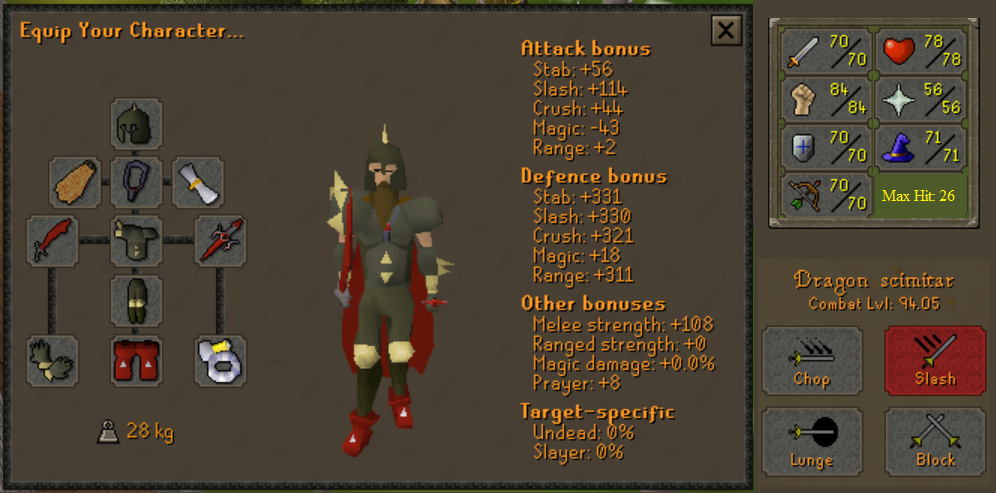 Equip Your Character...
Attack bonus
Stab: +56
Slash: +114
Crush: +44
Magic: -43
Range: +2
Defence bonus
Stab: +331
Slash: +330
Crush: +321
Magic: +18
Range: +311
Other bonuses
Melee strength: +108
Ranged strength: +0
Magic damage: +0.0%
Prayer: +8
Target-specific
Undead: 0%
Slayer: 0%
28 kg
70/70
78/78
84/84
56/56
70/70
71/71
70/70
Max Hit: 26
Dragon scimitar
Combat Lvl: 94.05
Chop
Slash
Lunge
Block